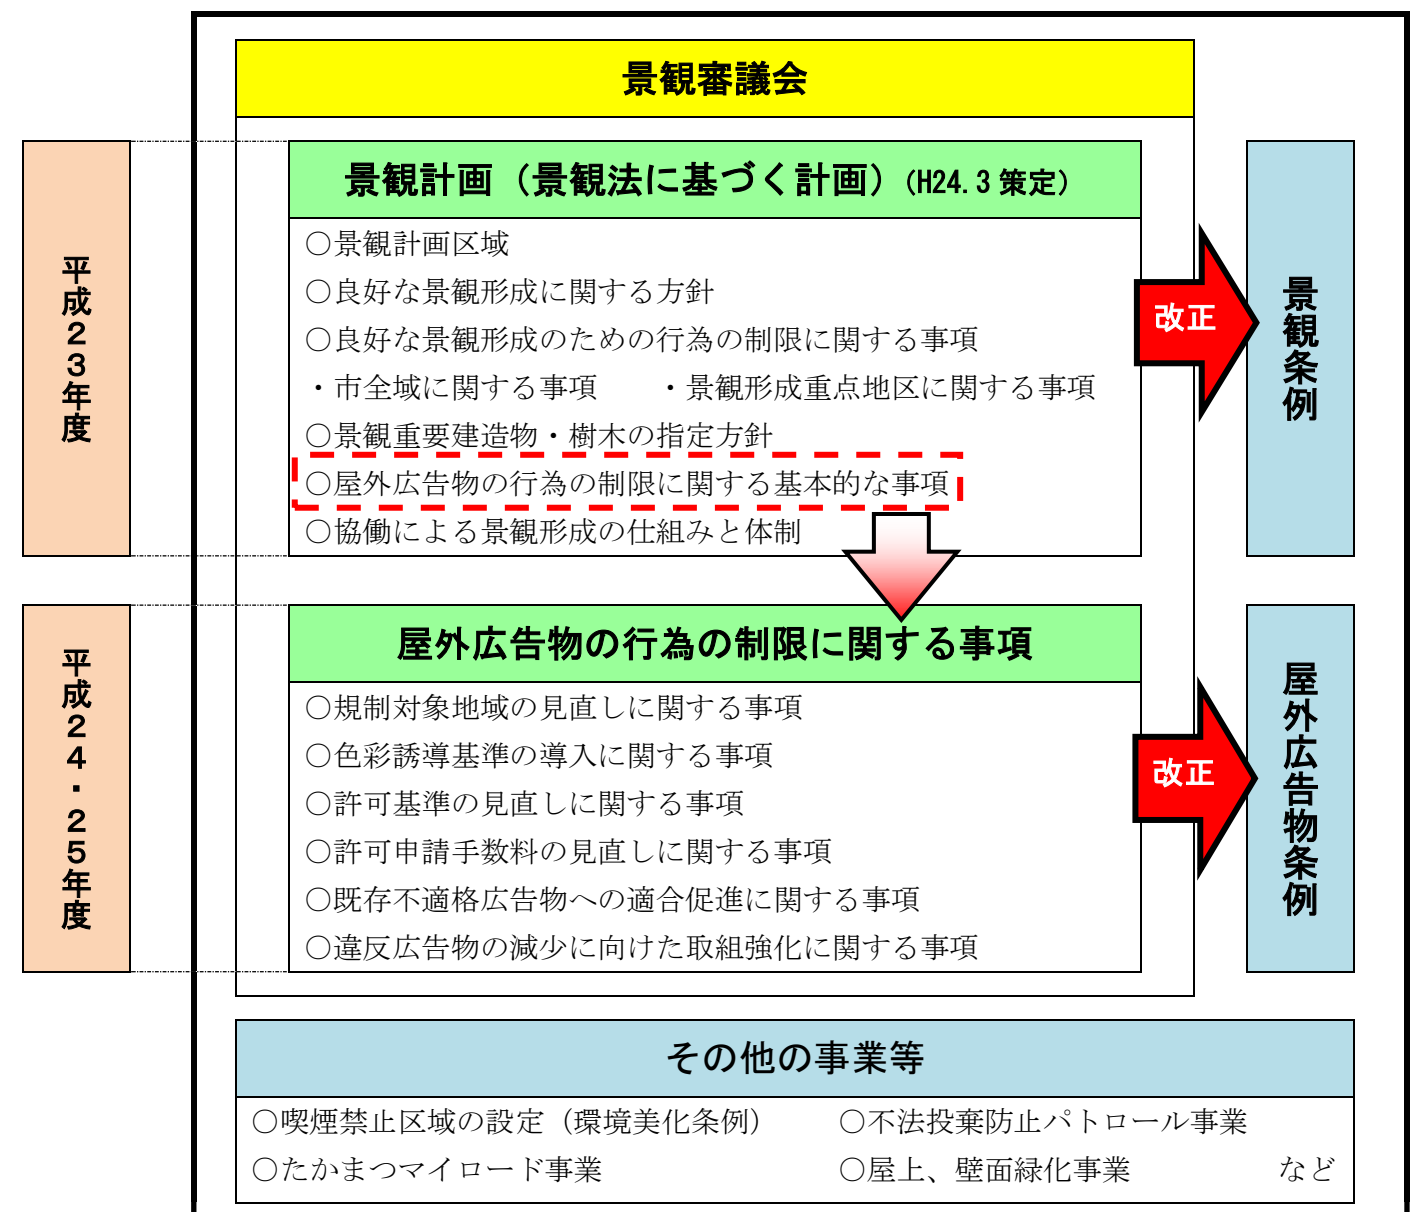 景観審議会
平成23年度
景観計画（景観法に基づく計画）(H24.3 策定)
○景観計画区域
○良好な景観形成に関する方針
○良好な景観形成のための行為の制限に関する事項
・市全域に関する事項　　・景観形成重点地区に関する事項
○景観重要建造物・樹木の指定方針
○屋外広告物の行為の制限に関する基本的な事項
○協働による景観形成の仕組みと体制
改正
景観条例
平成24・25年度
屋外広告物の行為の制限に関する事項
○規制対象地域の見直しに関する事項
○色彩誘導基準の導入に関する事項
○許可基準の見直しに関する事項
○許可申請手数料の見直しに関する事項
○既存不適格広告物への適合促進に関する事項
○違反広告物の減少に向けた取組強化に関する事項
改正
屋外広告物条例
その他の事業等
○喫煙禁止区域の設定（環境美化条例）　　○不法投棄防止パトロール事業
○たかまつマイロード事業　　○屋上、壁面緑化事業　　など